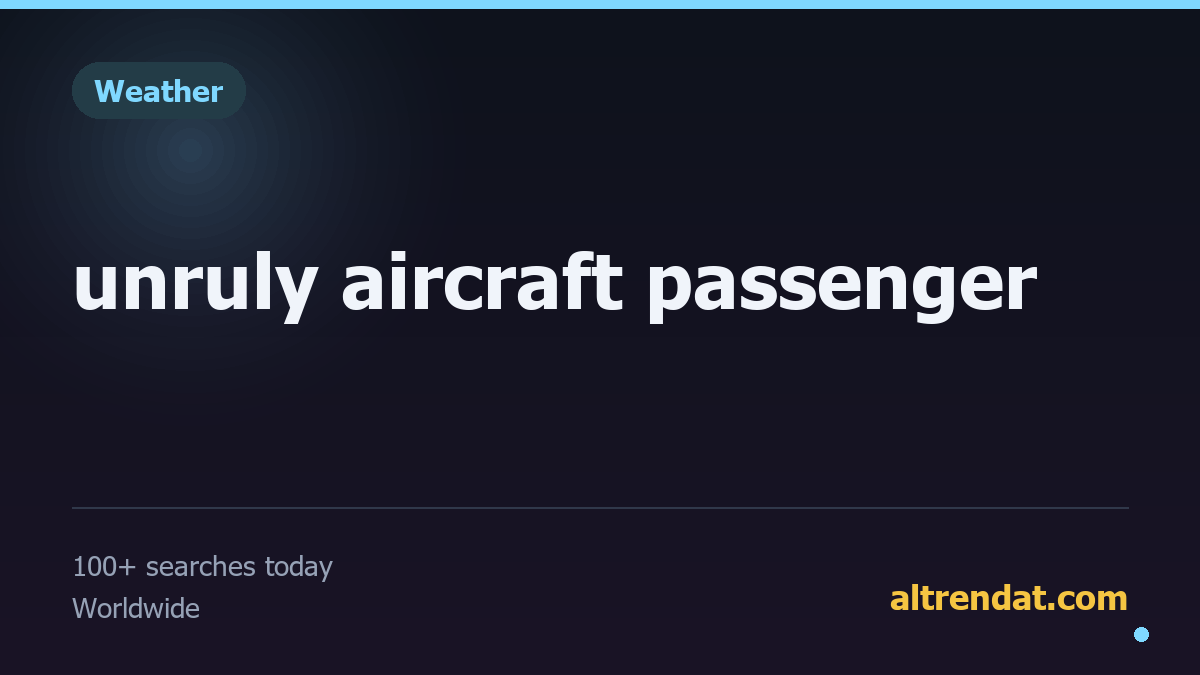 Weather
unruly aircraft passenger
100+ searches today
Worldwide
altrendat.com